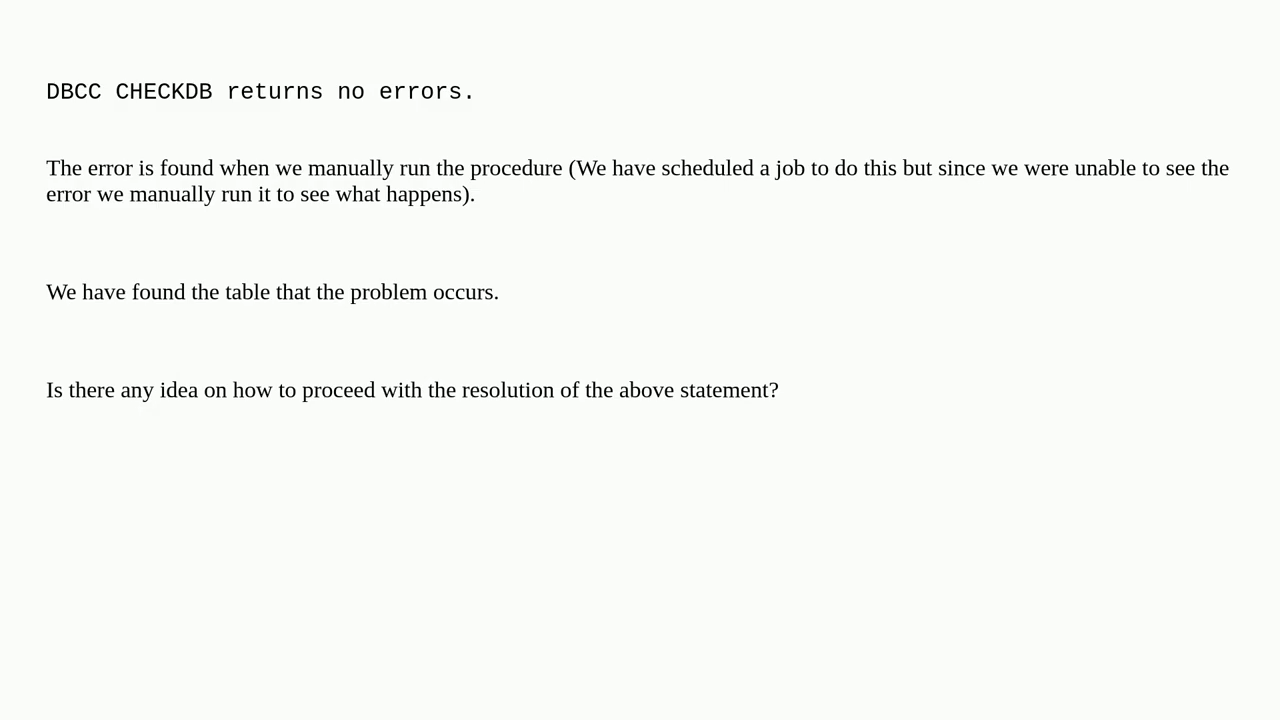 DBCC CHECKDB returns no errors.
The error is found when we manually run the procedure (We have scheduled a job to do this but since we were unable to see the
error we manually run it to see what happens).
We have found the table that the problem occurs.
Is there any idea on how to proceed with the resolution of the above statement?